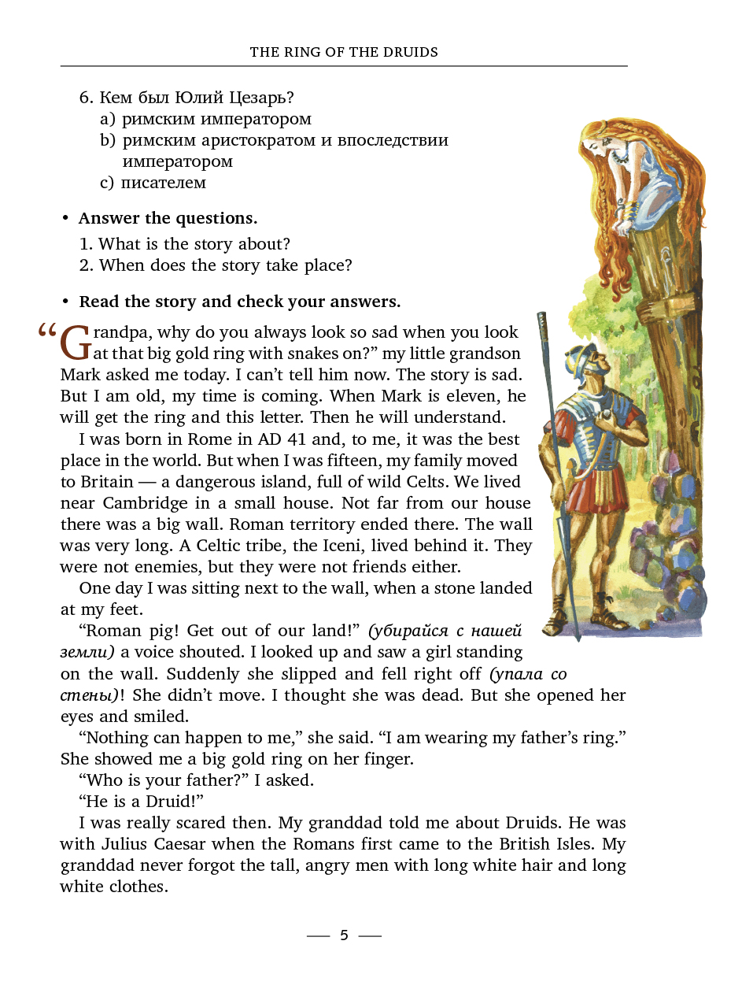 THE RING OF THE DRUIDS
6. Кем был Юлий Цезарь?
a) римским императором
b) римским аристократом и впоследствии
императором
c) писателем
• Answer the questions.
1. What is the story about?
2. When does the story take place?
• Read the story and check your answers.
“Grandpa, why do you always look so sad when you look
at that big gold ring with snakes on?” my little grandson
Mark asked me today. I can’t tell him now. The story is sad.
But I am old, my time is coming. When Mark is eleven, he
will get the ring and this letter. Then he will understand.
I was born in Rome in AD 41 and, to me, it was the best
place in the world. But when I was fifteen, my family moved
to Britain — a dangerous island, full of wild Celts. We lived
near Cambridge in a small house. Not far from our house
there was a big wall. Roman territory ended there. The wall
was very long. A Celtic tribe, the Iceni, lived behind it. They
were not enemies, but they were not friends either.
One day I was sitting next to the wall, when a stone landed
at my feet.
“Roman pig! Get out of our land!” (убирайся с нашей
земли) a voice shouted. I looked up and saw a girl standing
on the wall. Suddenly she slipped and fell right off (упала со
стены)! She didn’t move. I thought she was dead. But she opened her
eyes and smiled.
“Nothing can happen to me,” she said. “I am wearing my father’s ring.”
She showed me a big gold ring on her finger.
“Who is your father?” I asked.
“He is a Druid!”
I was really scared then. My granddad told me about Druids. He was
with Julius Caesar when the Romans first came to the British Isles. My
granddad never forgot the tall, angry men with long white hair and long
white clothes.
— 5 —